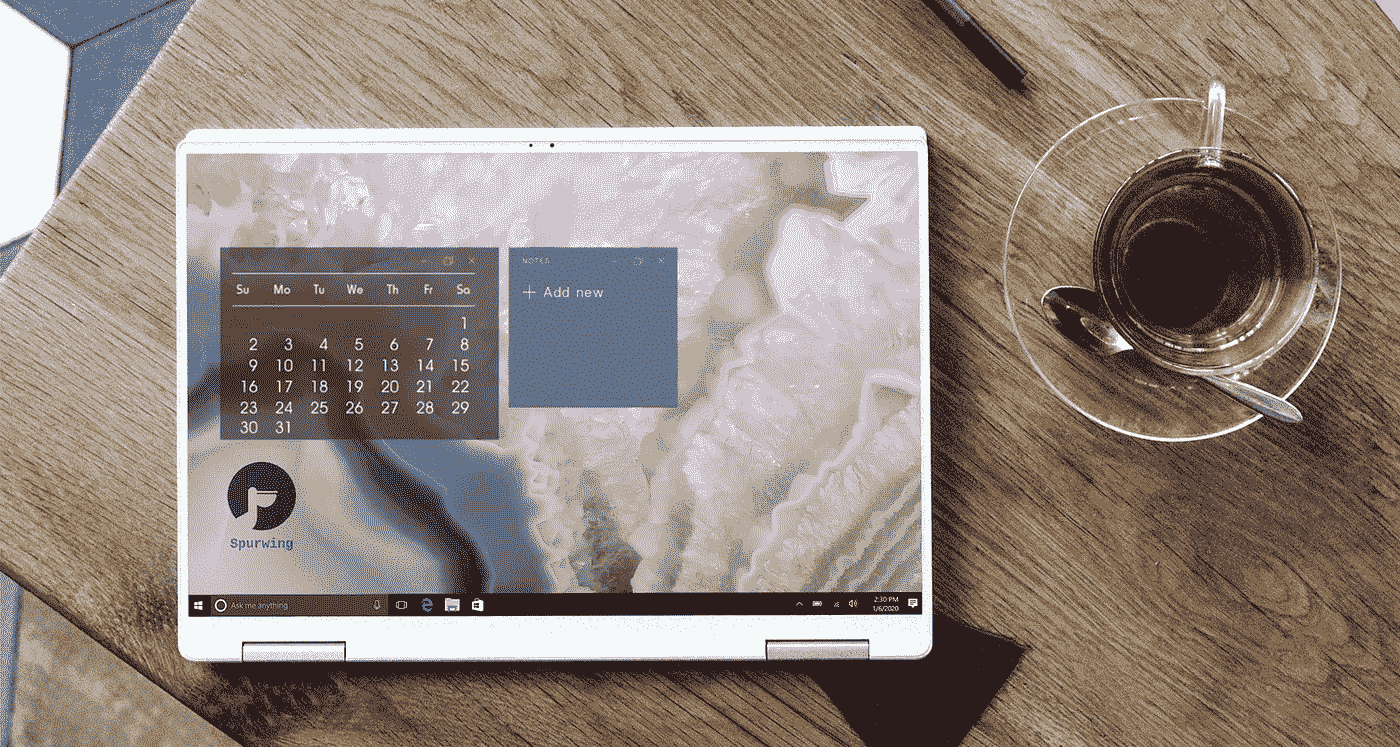 Su Mo Tu We Th Fr Sa
1
2 3 4 5 6 7 8
9 10 11 12 13 14 15
16 17 18 19 20 21 22
23 24 25 26 27 28 29
30 31
NOTES
+ Add new
Spurwing
Ask me anything
2:30 PM
1/6/2020